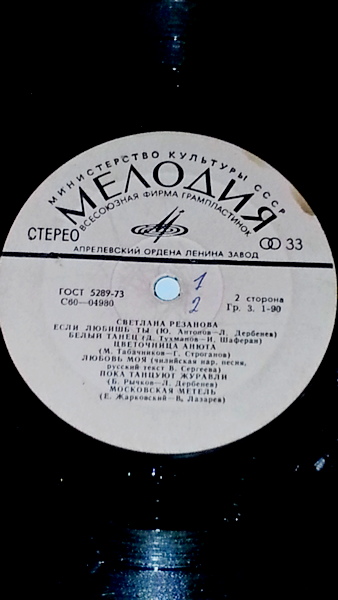 МИНИСТЕРСТВО КУЛЬТУРЫ СССР
МЕЛОДИЯ
ВСЕСОЮЗНАЯ ФИРМА ГРАМПЛАСТИНОК
СТЕРЕО
33
АПРЕЛЕВСКИЙ ОРДЕНА ЛЕНИНА ЗАВОД
ГОСТ 5289-73
С60—04980
1
2
2 сторона
Гр. 3. 1-90
СВЕТЛАНА РЕЗАНОВА
ЕСЛИ ЛЮБИШЬ ТЫ (Ю. Антонов—Л. Дербенев)
БЕЛЫЙ ТАНЕЦ (Д. Тухманов—И. Шаферан)
ЦВЕТОЧНИЦА АНЮТА
(М. Табачников—Г. Строганов)
ЛЮБОВЬ МОЯ (чилийская нар. песня,
русский текст В. Сергеева)
ПОКА ТАНЦУЮТ ЖУРАВЛИ
(Б. Рычков—Л. Дербенев)
МОСКОВСКАЯ МЕТЕЛЬ
(Е. Жарковский—В. Лазарев)